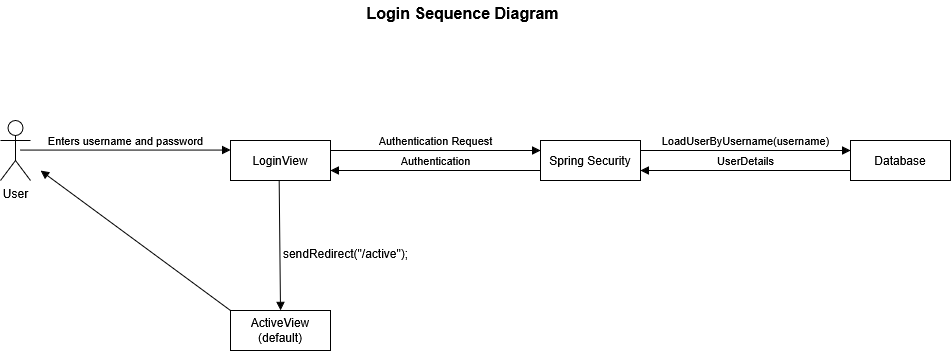 Login Sequence Diagram
Enters username and password
Authentication Request
LoadUserByUsername(username)
LoginView
Authentication
Spring Security
UserDetails
Database
User
sendRedirect("/active");
ActiveView
(default)